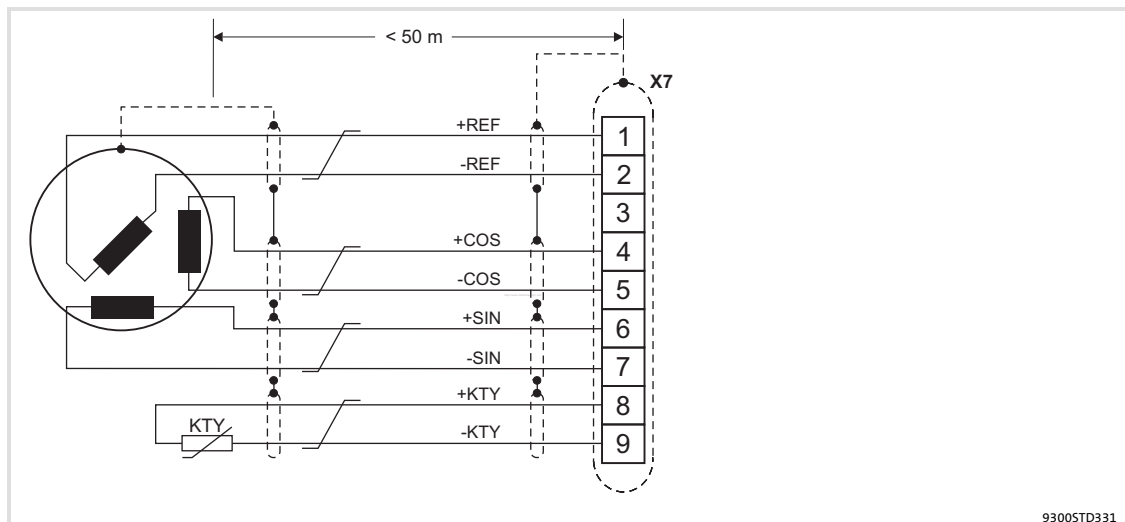 < 50 m
X7
+REF
1
-REF
2
3
+COS
4
-COS
5
+SIN
6
-SIN
7
+KTY
8
KTY
-KTY
9
9300STD331